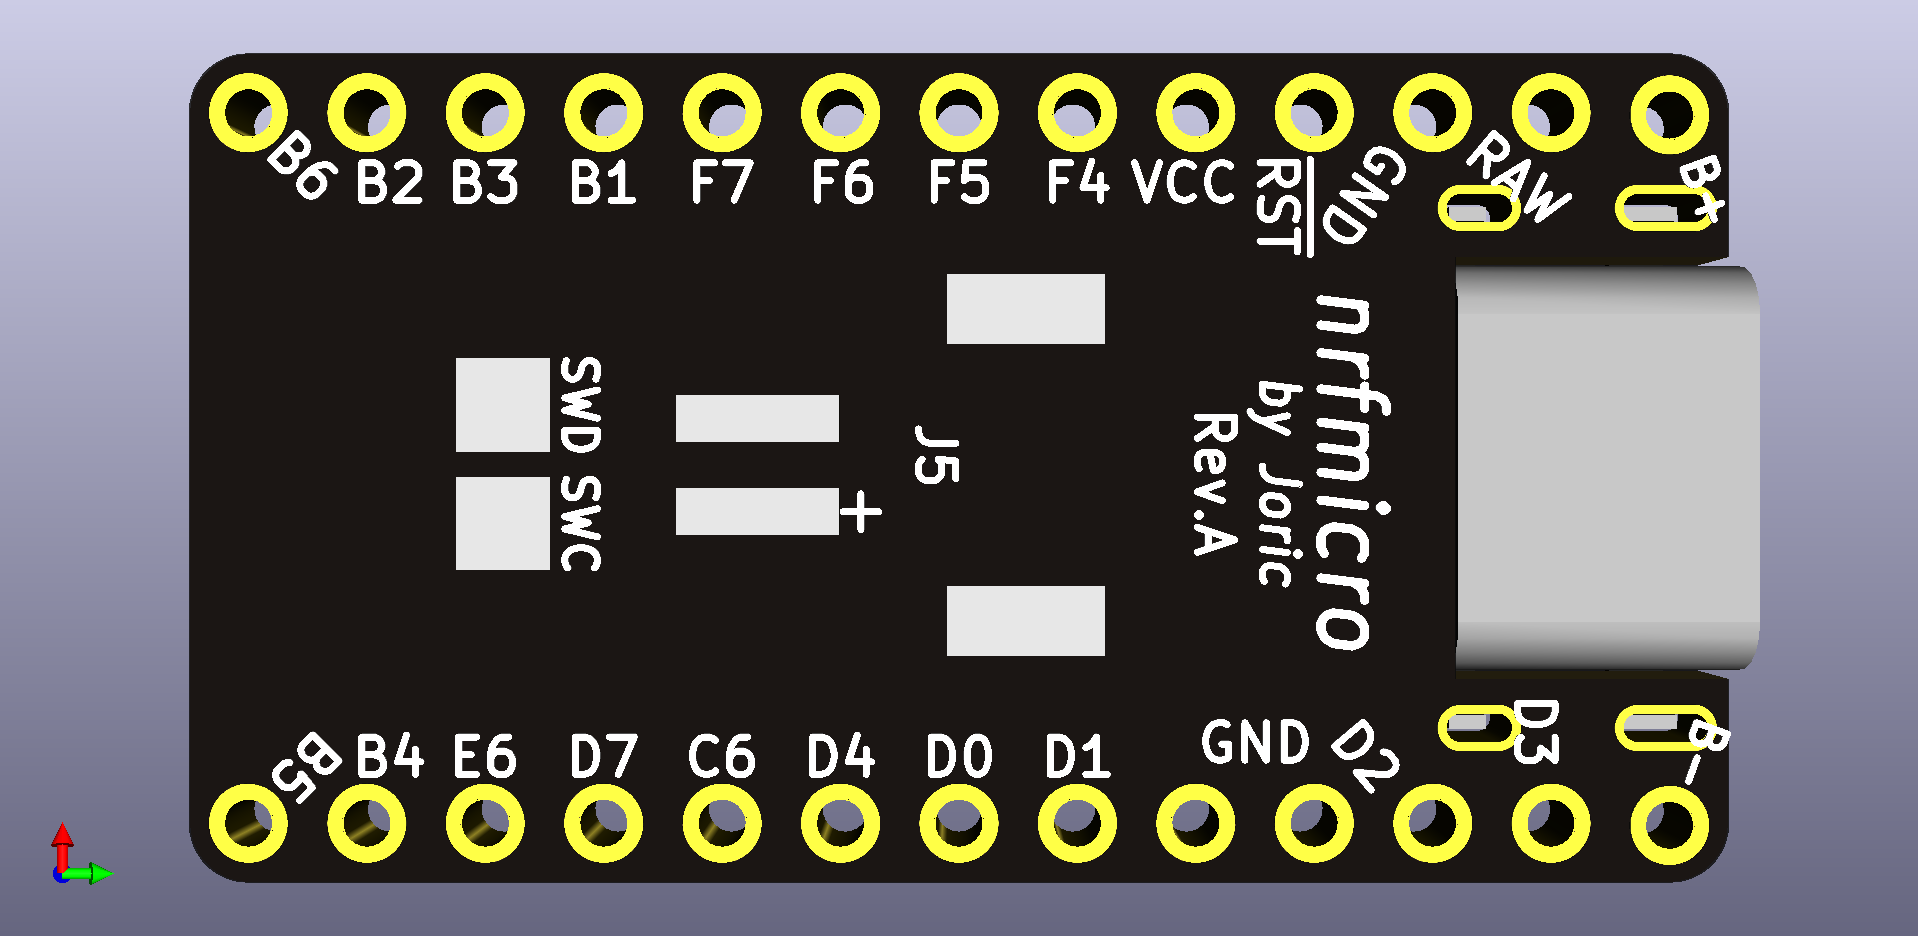 B6 B2 B3 B1 F7 F6 F5 F4 VCC RST GND RAW B+
SWD
SWC
+
J5
nrfmicro
by Joric
Rev.A
B5 B4 E6 D7 C6 D4 D0 D1 GND D2 D3 B-